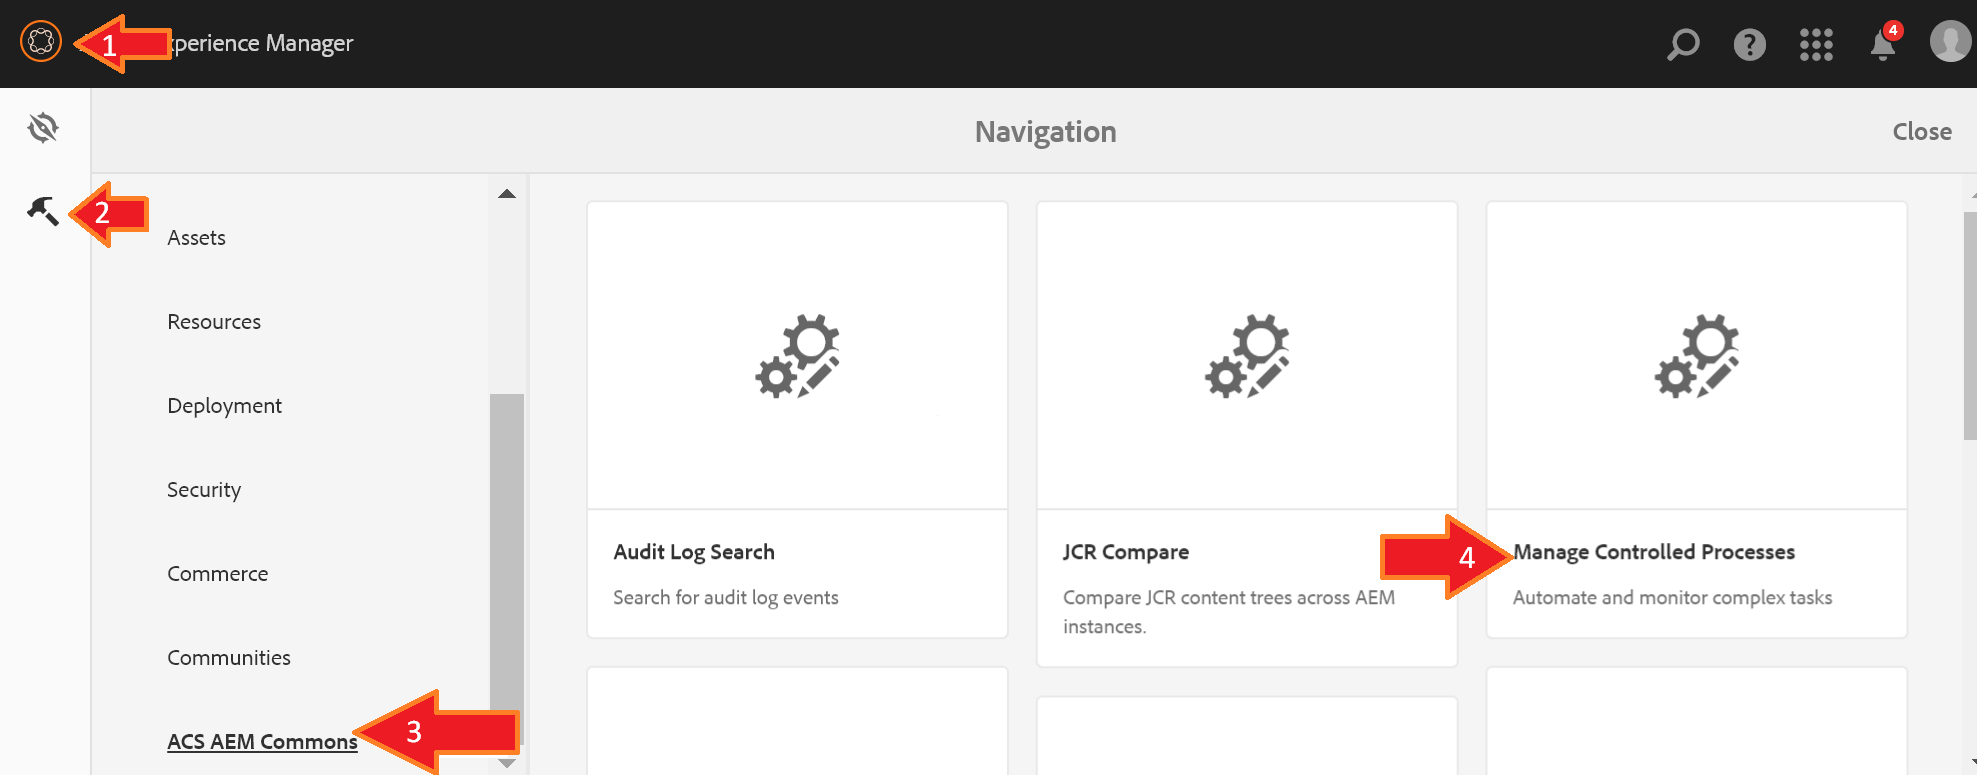 1
xperience Manager
4
Navigation
Close
2
Assets
Resources
Deployment
Security
Commerce
Communities
ACS AEM Commons
3
Audit Log Search
Search for audit log events
JCR Compare
Compare JCR content trees across AEM
instances.
4
Manage Controlled Processes
Automate and monitor complex tasks